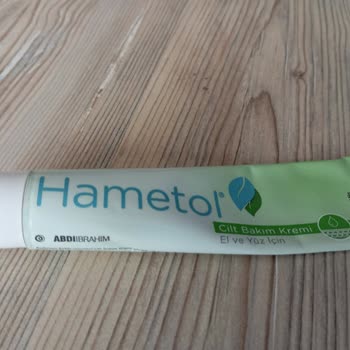 Hametol®
Cilt Bakım Kremi
El ve Yüz İçin
ABDİİBRAHİM